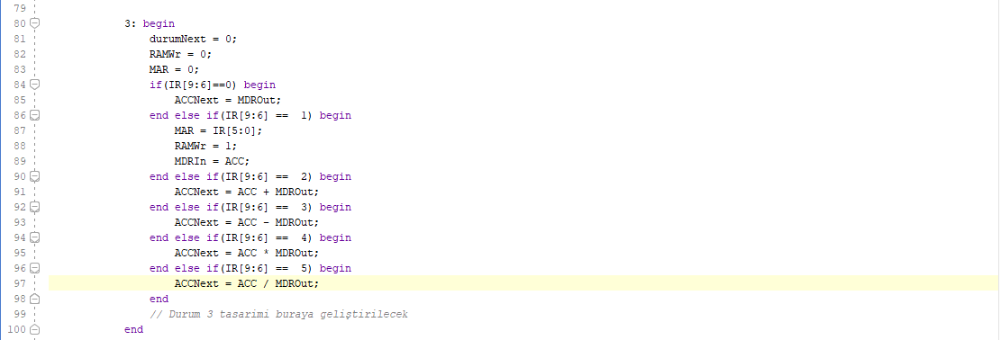 79
80 3: begin
81 durumNext = 0;
82 RAMWr = 0;
83 MAR = 0;
84 if(IR[9:6]==0) begin
85 ACCNext = MDROut;
86 end else if(IR[9:6] ==  1) begin
87 MAR = IR[5:0];
88 RAMWr = 1;
89 MDRIn = ACC;
90 end else if(IR[9:6] ==  2) begin
91 ACCNext = ACC + MDROut;
92 end else if(IR[9:6] ==  3) begin
93 ACCNext = ACC - MDROut;
94 end else if(IR[9:6] ==  4) begin
95 ACCNext = ACC * MDROut;
96 end else if(IR[9:6] ==  5) begin
97 ACCNext = ACC / MDROut;
98 end
99 // Durum 3 tasarimi buraya geliştirilecek
100 end